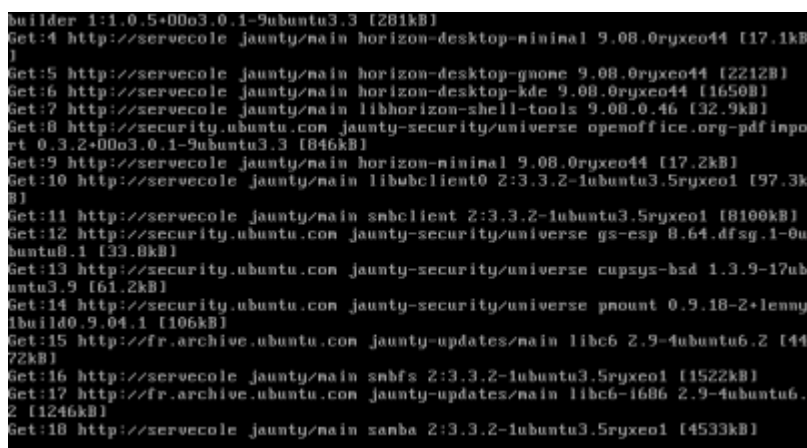 builder 1:1.0.5+OOo3.0.1-9ubuntu3.3 [281kB]
Get:4 http://servecole jaunty/main horizon-desktop-minimal 9.08.0ryxeo44 [17.1kB
]
Get:5 http://servecole jaunty/main horizon-desktop-gnome 9.08.0ryxeo44 [2212B]
Get:6 http://servecole jaunty/main horizon-desktop-kde 9.08.0ryxeo44 [1650B]
Get:7 http://servecole jaunty/main libhorizon-shell-tools 9.08.0.46 [32.9kB]
Get:8 http://security.ubuntu.com jaunty-security/universe openoffice.org-pdfimpo
rt 0.3.2+OOo3.0.1-9ubuntu3.3 [846kB]
Get:9 http://servecole jaunty/main horizon-minimal 9.08.0ryxeo44 [17.2kB]
Get:10 http://servecole jaunty/main libwbclient0 2:3.3.2-1ubuntu3.5ryxeo1 [97.3k
B]
Get:11 http://servecole jaunty/main smbclient 2:3.3.2-1ubuntu3.5ryxeo1 [8100kB]
Get:12 http://security.ubuntu.com jaunty-security/universe gs-esp 8.64.dfsg.1-0u
buntu8.1 [33.8kB]
Get:13 http://security.ubuntu.com jaunty-security/universe cupsys-bsd 1.3.9-17ub
untu3.9 [61.2kB]
Get:14 http://security.ubuntu.com jaunty-security/universe pmount 0.9.18-2+lenny
1build0.9.04.1 [106kB]
Get:15 http://fr.archive.ubuntu.com jaunty-updates/main libc6 2.9-4ubuntu6.2 [44
72kB]
Get:16 http://servecole jaunty/main smbfs 2:3.3.2-1ubuntu3.5ryxeo1 [1522kB]
Get:17 http://fr.archive.ubuntu.com jaunty-updates/main libc6-i686 2.9-4ubuntu6.
2 [1246kB]
Get:18 http://servecole jaunty/main samba 2:3.3.2-1ubuntu3.5ryxeo1 [4533kB]